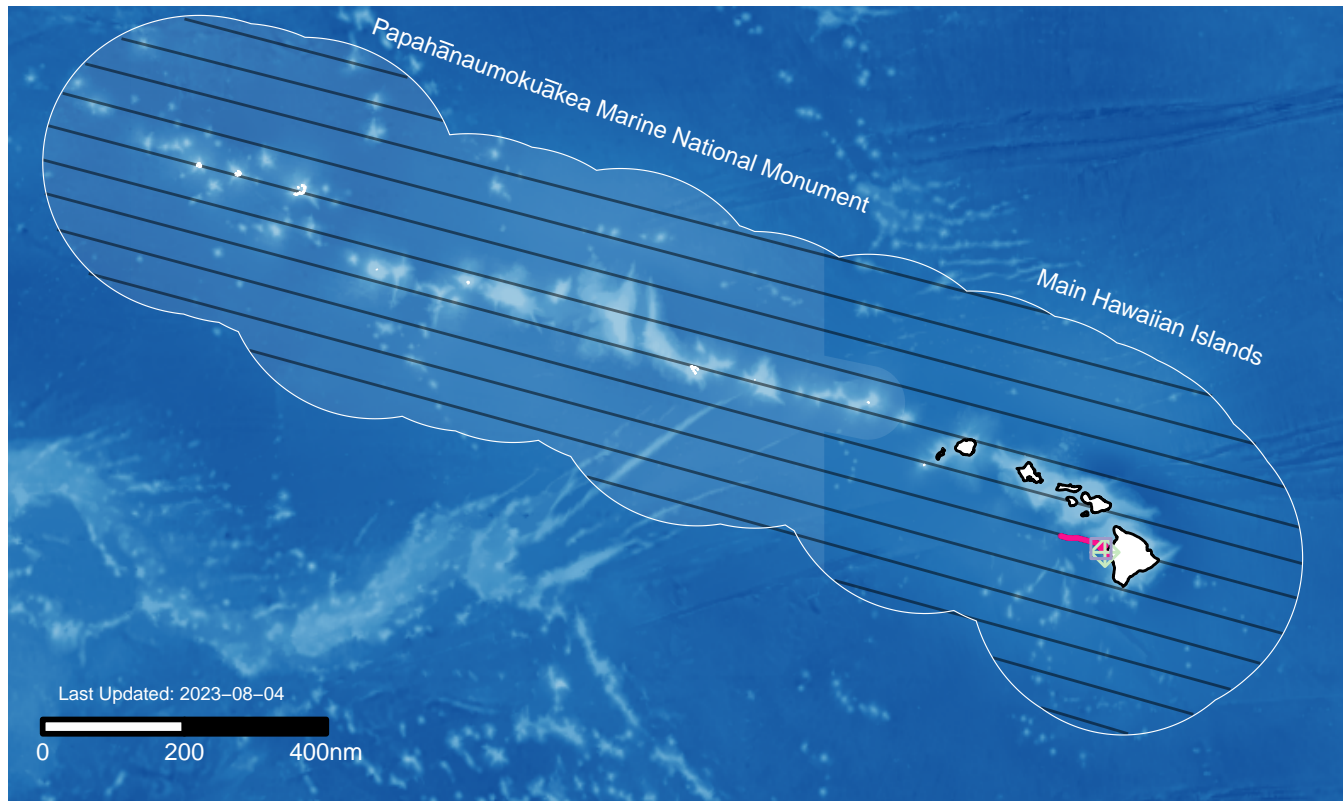 Papahānaumokuākea Marine National Monument
Main Hawaiian Islands
Last Updated: 2023−08−04
0 200 400nm